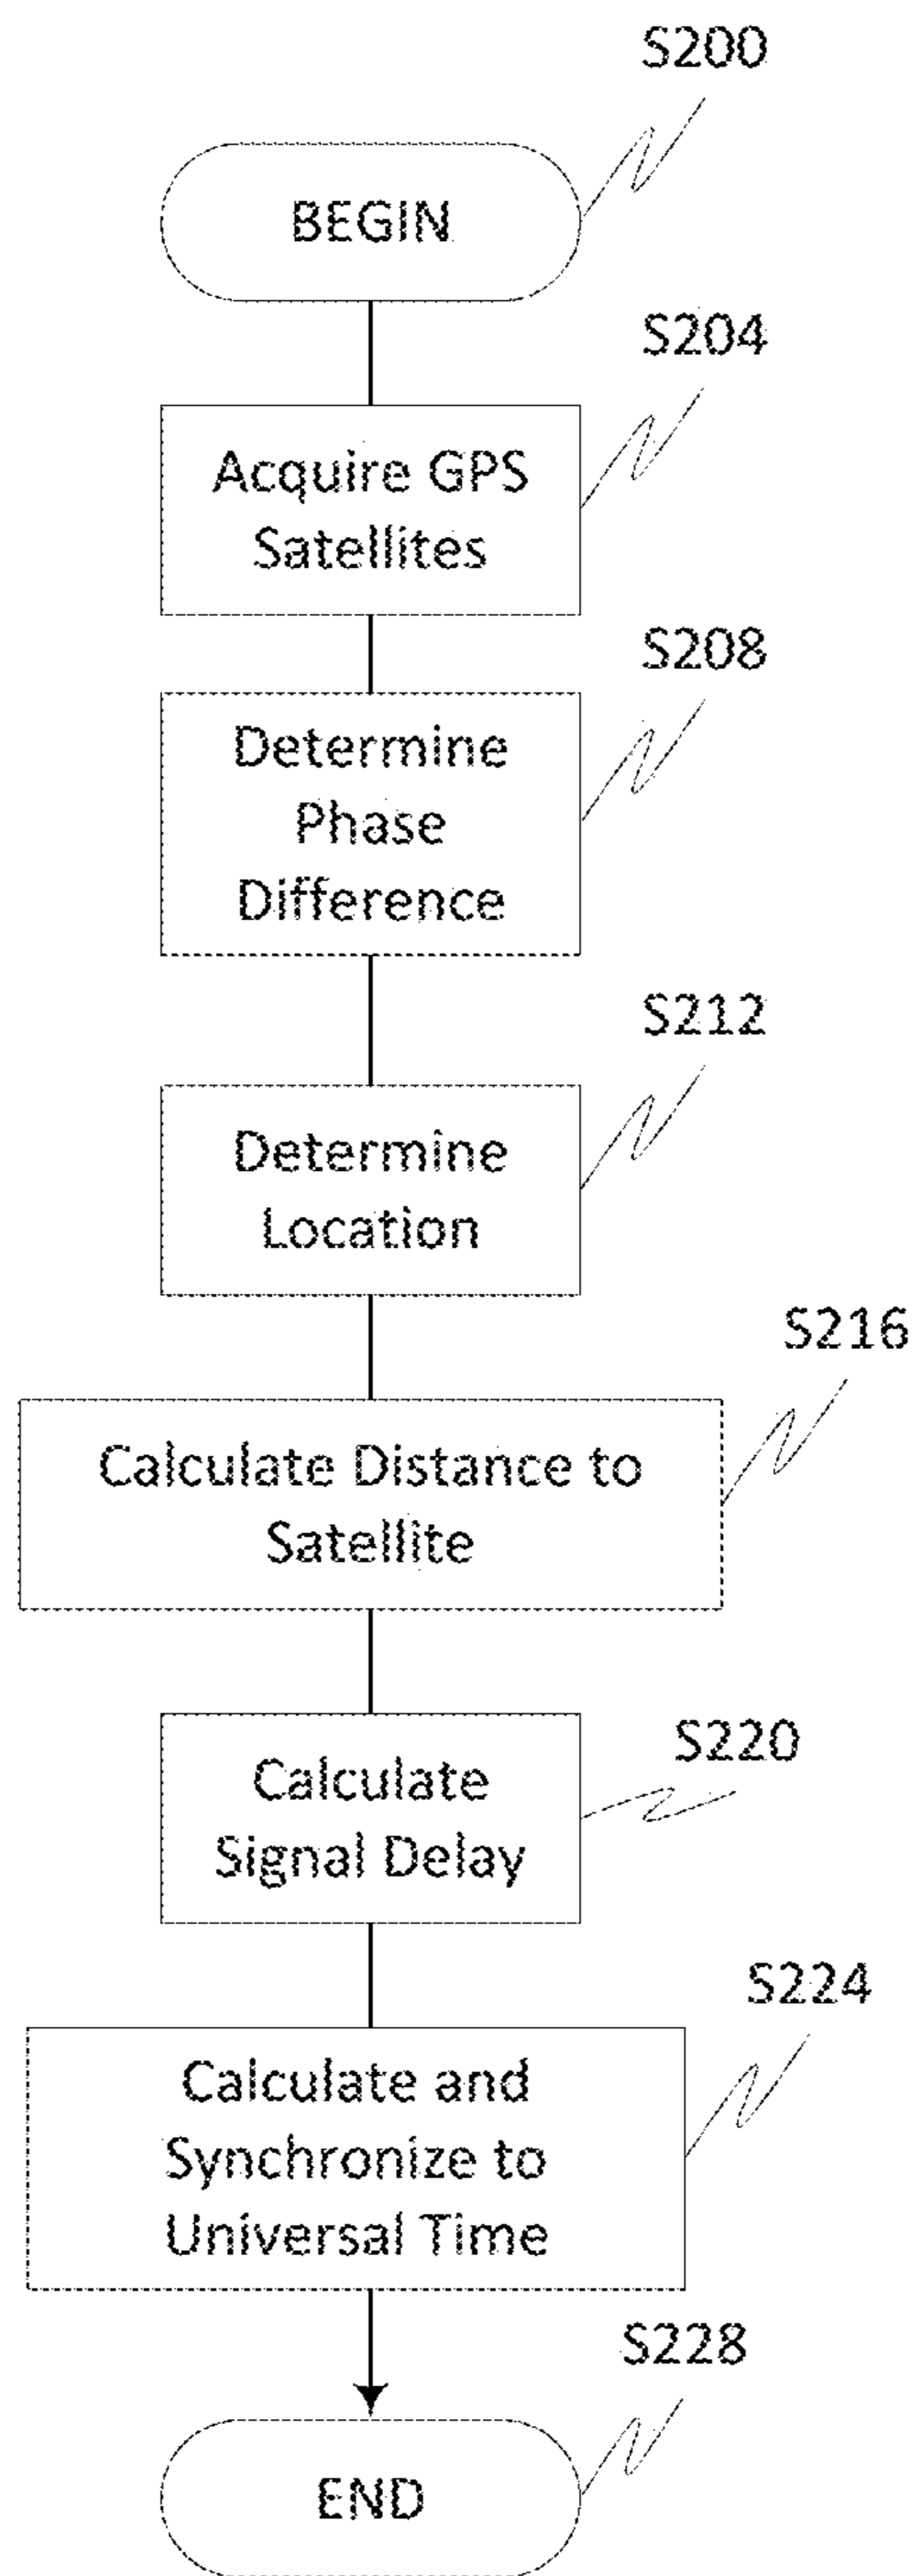 S200
BEGIN
S204
Acquire GPS
Satellites
S208
Determine
Phase
Difference
S212
Determine
Location
S216
Calculate Distance to
Satellite
S220
Calculate
Signal Delay
S224
Calculate and
Synchronize to
Universal Time
S228
END